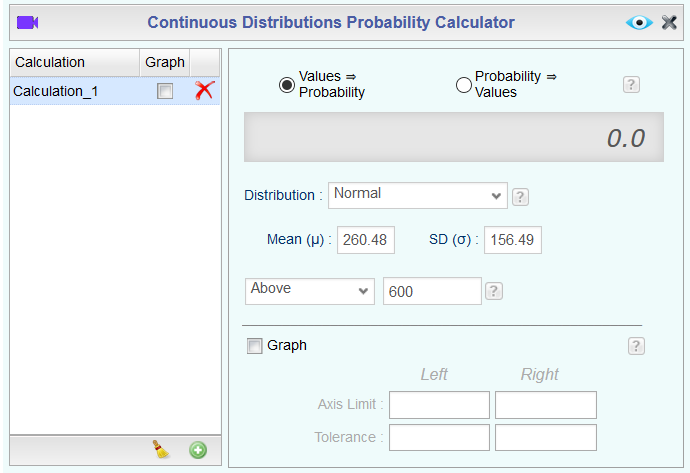 Continuous Distributions Probability Calculator
Calculation Graph
Calculation_1
Values ⇒
Probability
Probability ⇒
Values
?
0.0
Distribution : Normal ?
Mean (μ) : 260.48 SD (σ) : 156.49
Above 600 ?
Graph ?
Left Right
Axis Limit :
Tolerance :